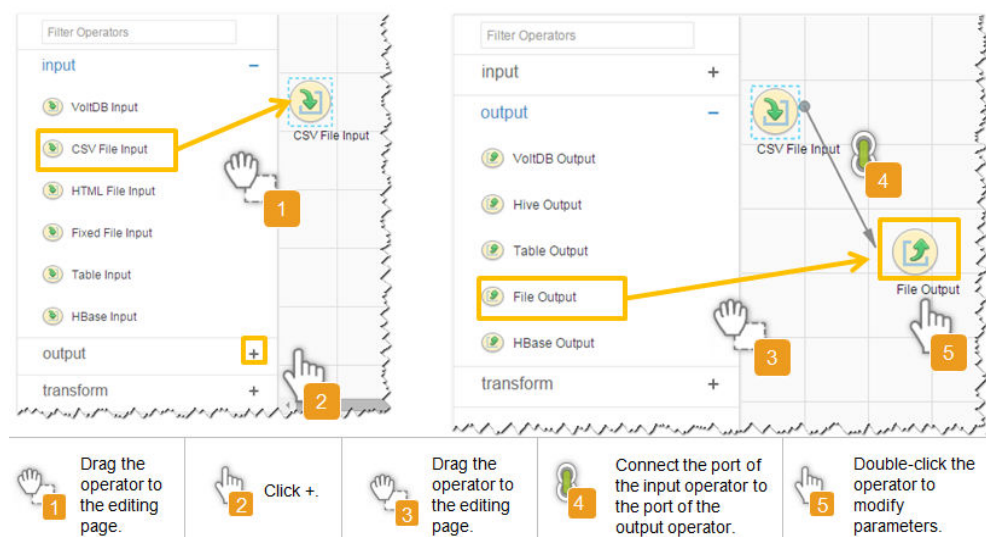 Filter Operators
input −
VoltDB Input
CSV File Input
HTML File Input
Fixed File Input
Table Input
HBase Input
output +
transform +
CSV File Input
1
2
Filter Operators
input +
output −
VoltDB Output
Hive Output
Table Output
File Output
HBase Output
transform +
CSV File Input
4
File Output
3
5
1
Drag the
operator to
the editing
page.
2
Click +.
3
Drag the
operator to
the editing
page.
4
Connect the port of
the input operator to
the port of the
output operator.
5
Double-click the
operator to
modify
parameters.